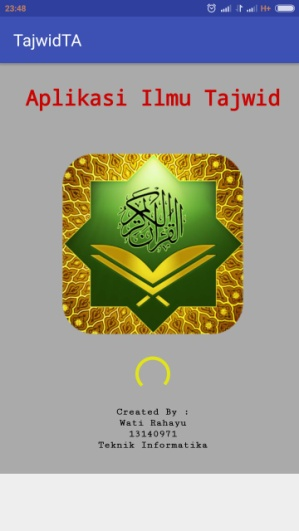 23:48
H+
TajwidTA
Aplikasi Ilmu Tajwid
القرآن الكريم
Created By :
Wati Rahayu
13140971
Teknik Informatika